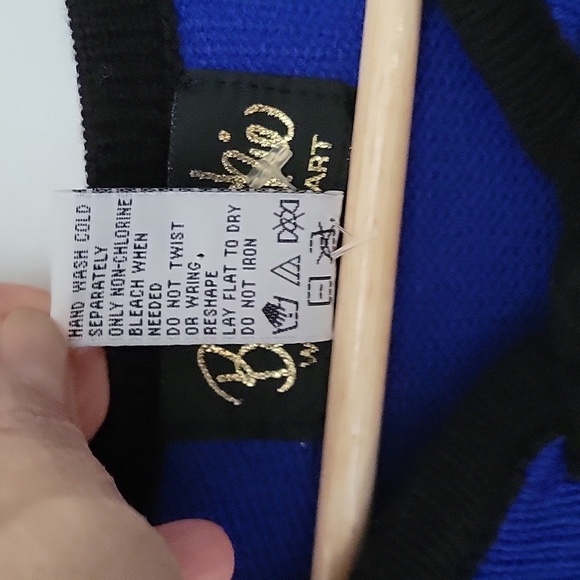 HAND WASH COLD
SEPARATELY
ONLY NON-CHLORINE
BLEACH WHEN
NEEDED
DO NOT TWIST
OR WRING,
RESHAPE
LAY FLAT TO DRY
DO NOT IRON